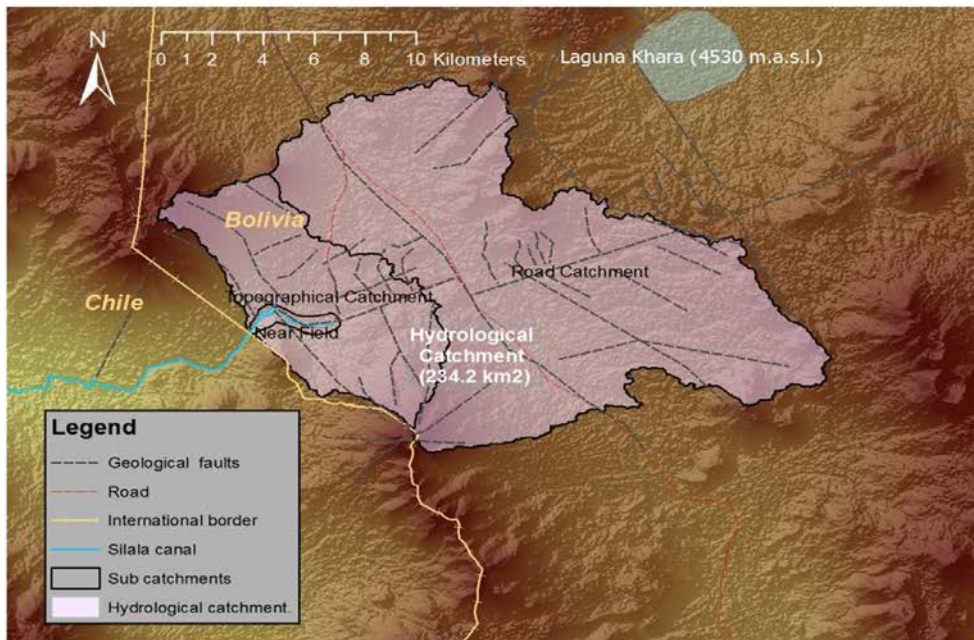 N
0 2 4 6 8 10 Kilometers
Laguna Khara (4530 m.a.s.l.)
Bolivia
Road Catchment
Chile
Topographical Catchment
Near Field
Hydrological
Catchment
(234.2 km2)
Legend
Geological faults
Road
International border
Silala canal
Sub catchments
Hydrological catchment.